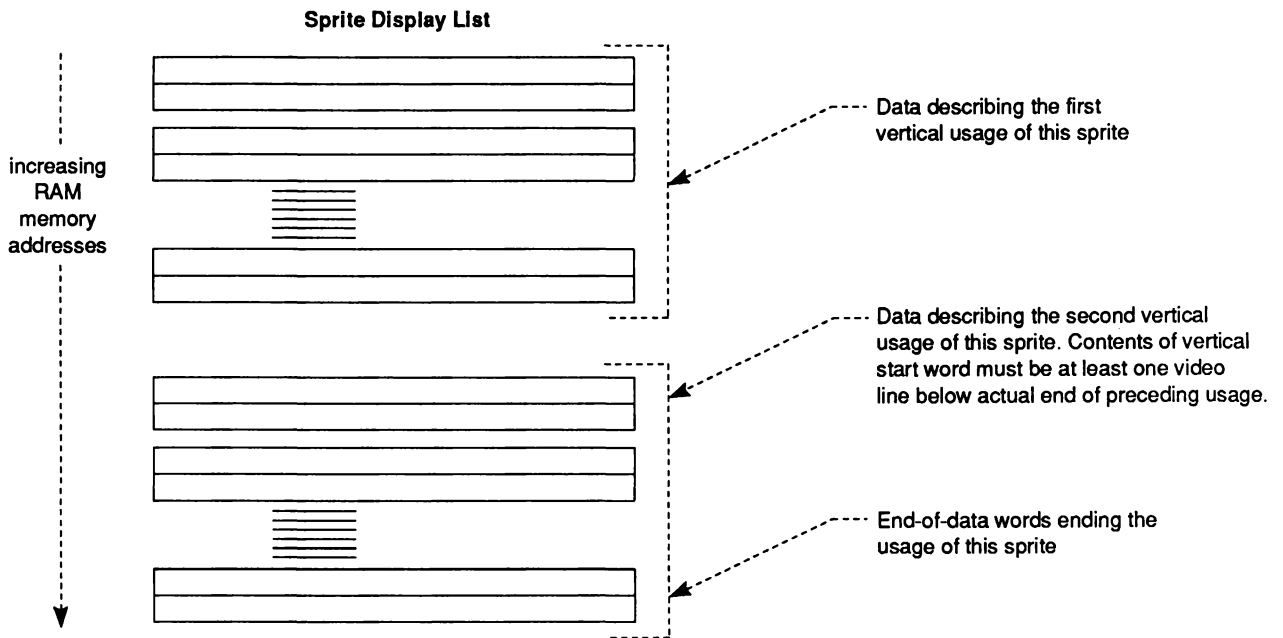 Sprite Display List
increasing
RAM
memory
addresses
Data describing the first
vertical usage of this sprite
Data describing the second vertical
usage of this sprite. Contents of vertical
start word must be at least one video
line below actual end of preceding usage.
End-of-data words ending the
usage of this sprite